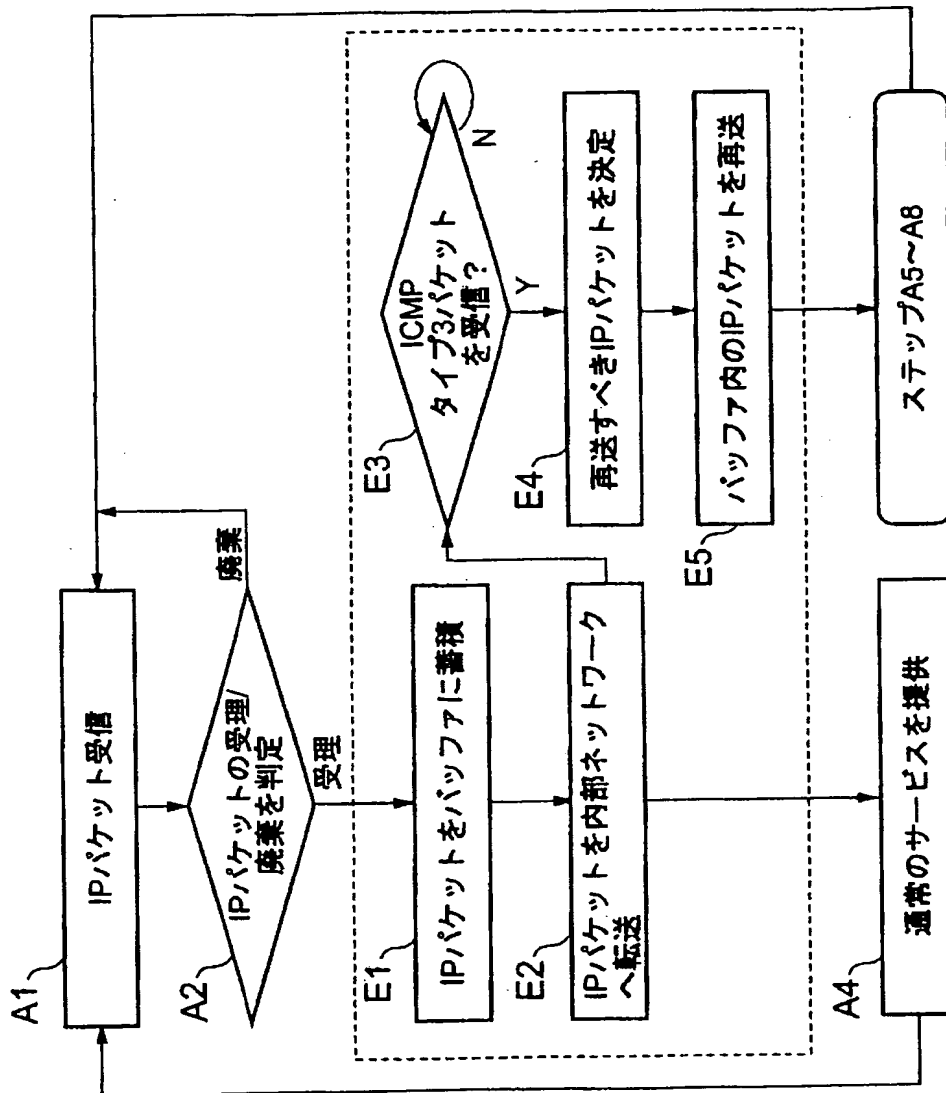 A1
IPパケット受信
A2
IPパケットの受理/
廃棄を判定
廃棄
受理
E1
IPパケットをバッファに蓄積
E2
IPパケットを内部ネットワーク
へ転送
E3
ICMP
タイプ3パケット
を受信?
N
Y
E4
再送すべきIPパケットを決定
E5
バッファ内のIPパケットを再送
A4
通常のサービスを提供
ステップA5~A8